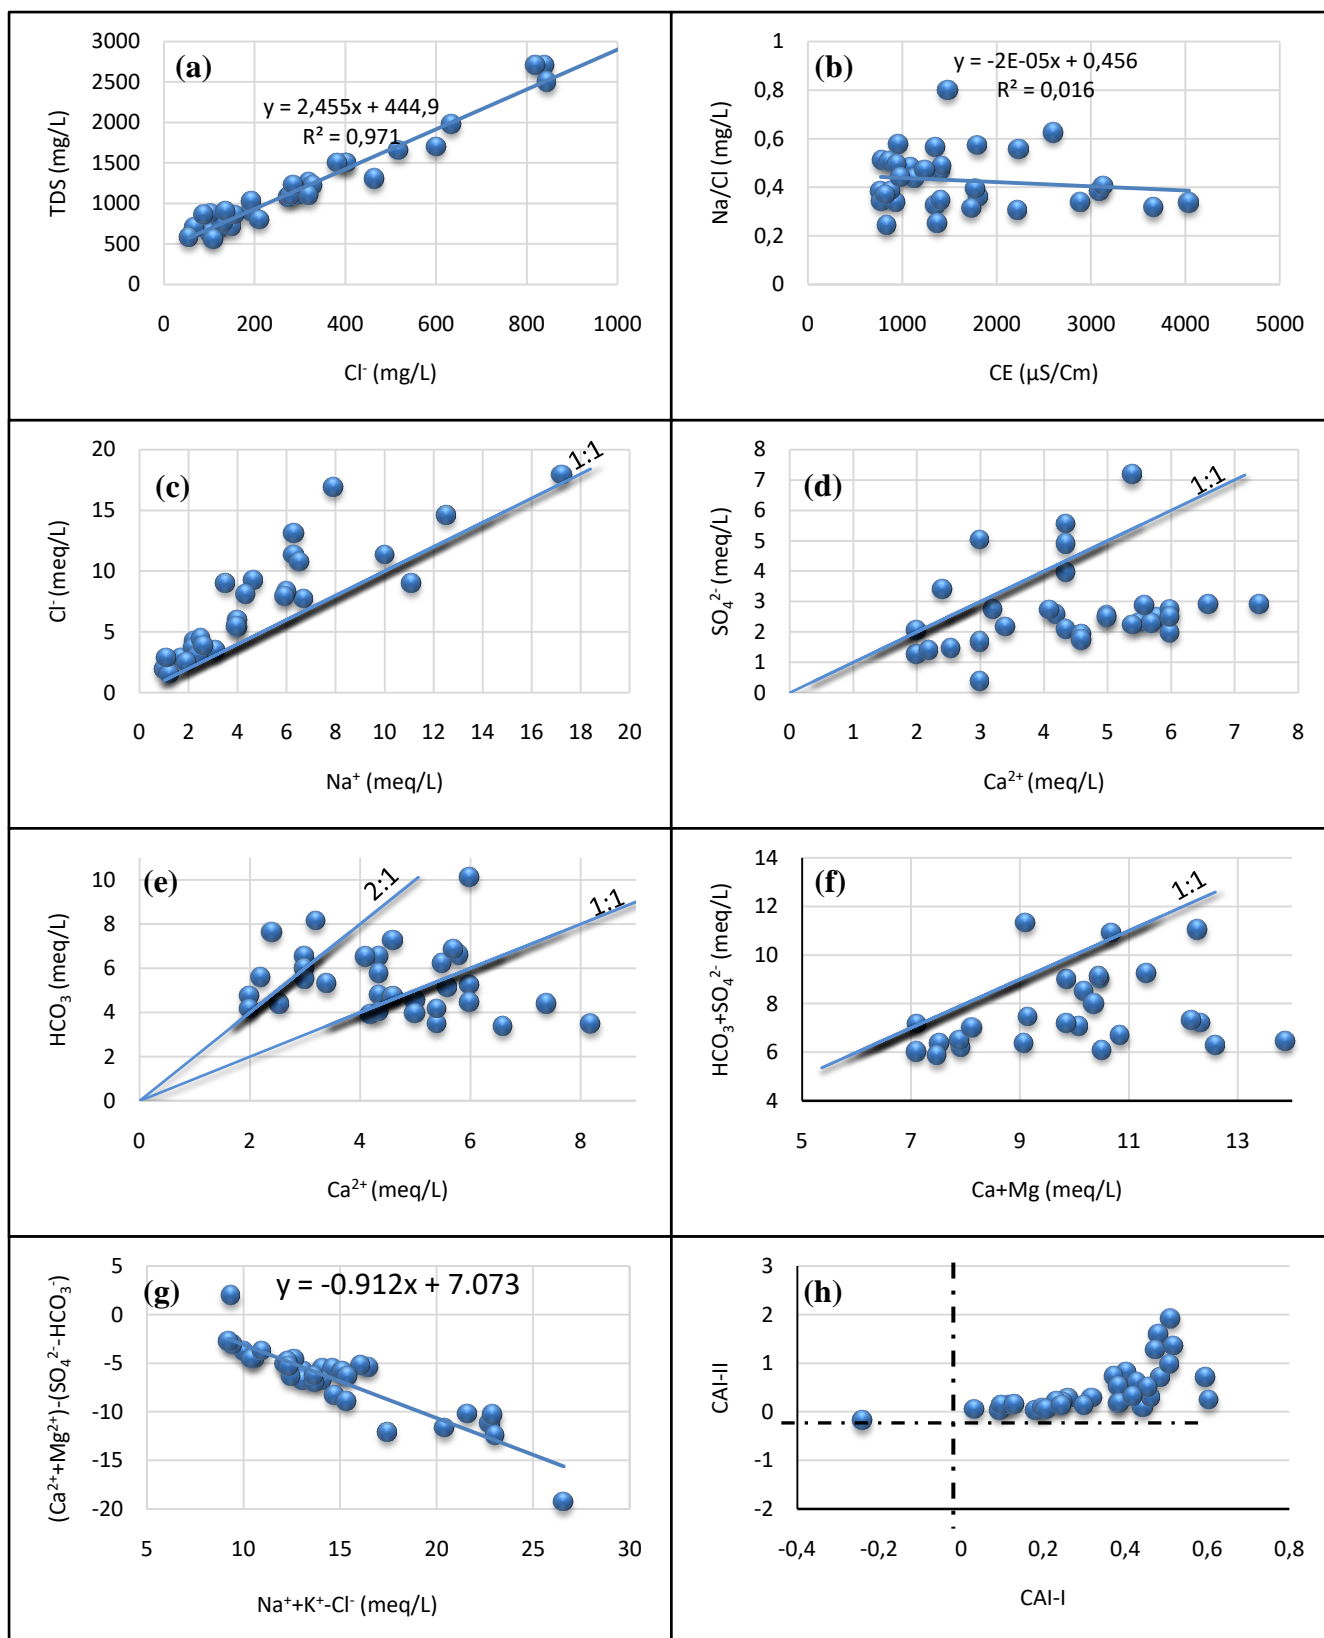 (a)
y = 2,455x + 444,9
R² = 0,971
TDS (mg/L)
3000
2500
2000
1500
1000
500
0
0 200 400 600 800 1000
Cl⁻ (mg/L)
(b)
y = -2E-05x + 0,456
R² = 0,016
Na/Cl (mg/L)
1
0,8
0,6
0,4
0,2
0
0 1000 2000 3000 4000 5000
CE (µS/Cm)
(c)
1:1
Cl⁻ (meq/L)
20
15
10
5
0
0 2 4 6 8 10 12 14 16 18 20
Na⁺ (meq/L)
(d)
1:1
SO₄²⁻ (meq/L)
8
7
6
5
4
3
2
1
0
0 1 2 3 4 5 6 7 8
Ca²⁺ (meq/L)
(e)
2:1
1:1
HCO₃ (meq/L)
10
8
6
4
2
0
0 2 4 6 8
Ca²⁺ (meq/L)
(f)
1:1
HCO₃+SO₄²⁻ (meq/L)
14
12
10
8
6
4
5 7 9 11 13
Ca+Mg (meq/L)
(g)
y = -0.912x + 7.073
(Ca²⁺+Mg²⁺)-(SO₄²⁻-HCO₃⁻)
5
0
-5
-10
-15
-20
5 10 15 20 25 30
Na⁺+K⁺-Cl⁻ (meq/L)
(h)
CAI-II
3
2
1
0
-1
-2
-0,4 -0,2 0 0,2 0,4 0,6 0,8
CAI-I